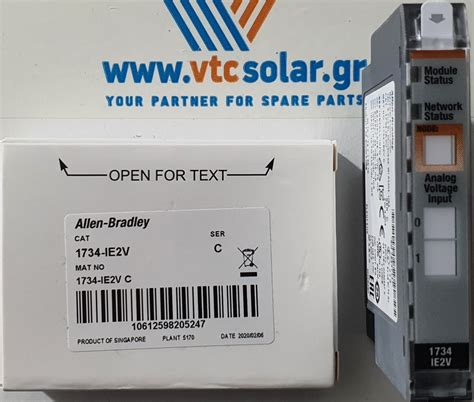 www.vtcsolar.gr
YOUR PARTNER FOR SPARE PARTS
OPEN FOR TEXT
Allen-Bradley
CAT
SER
1734-IE2V
C
MAT NO
1734-IE2V C
10612598205247
PRODUCT OF SINGAPORE PLANT 5170 DATE 2020/02/06
Module
Status
Network
Status
NODE:
Analog
Voltage
Input
0
1
1734
IE2V